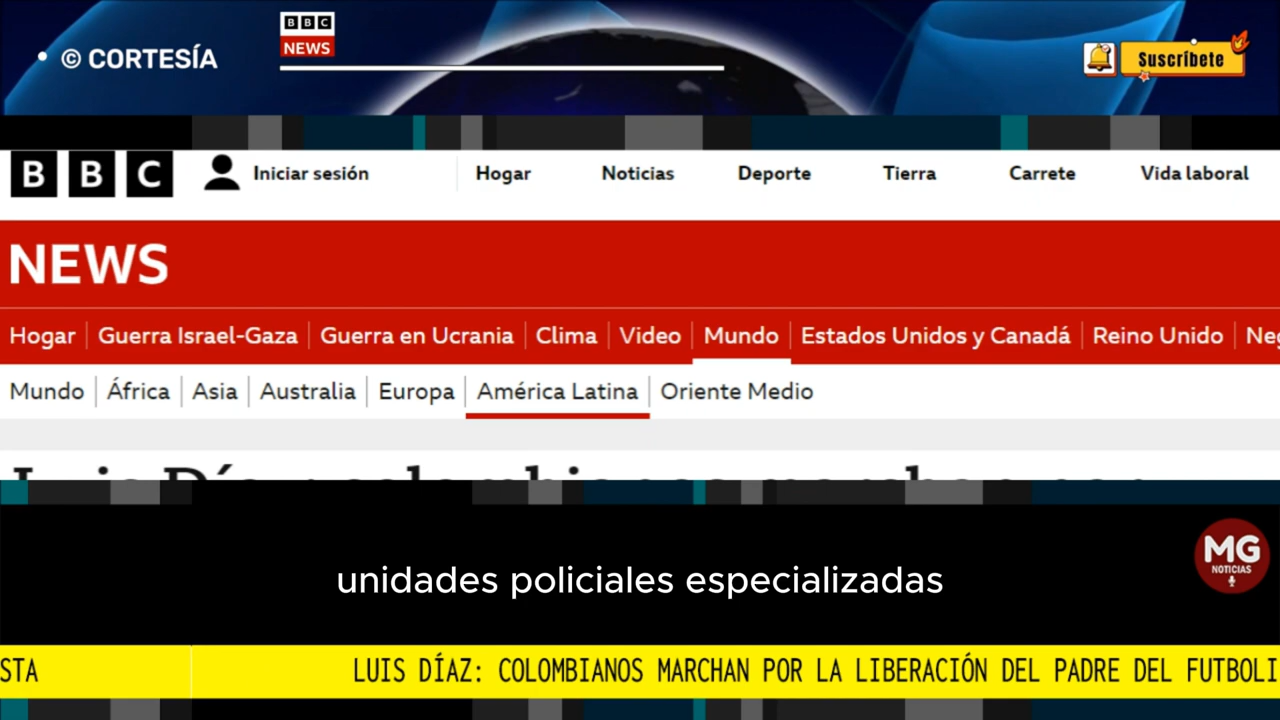 BBC
NEWS
• © CORTESÍA
Suscríbete
BBC
Iniciar sesión
Hogar
Noticias
Deporte
Tierra
Carrete
Vida laboral
NEWS
Hogar
Guerra Israel-Gaza
Guerra en Ucrania
Clima
Video
Mundo
Estados Unidos y Canadá
Reino Unido
Mundo
África
Asia
Australia
Europa
América Latina
Oriente Medio
MG
NOTICIAS
unidades policiales especializadas
STA LUIS DÍAZ: COLOMBIANOS MARCHAN POR LA LIBERACIÓN DEL PADRE DEL FUTBOLI